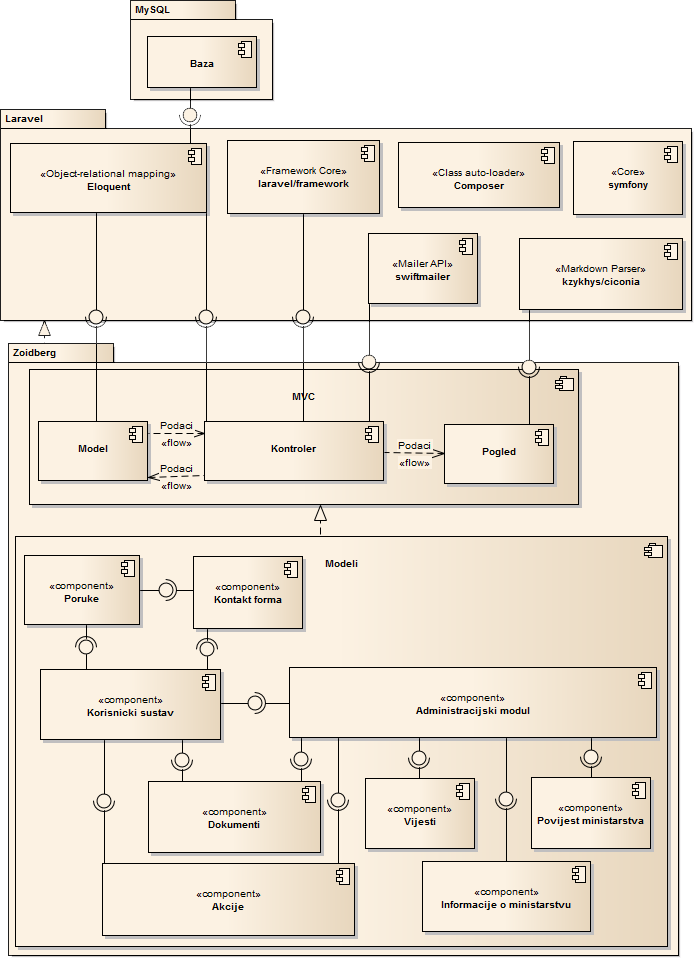 MySQL
Baza
Laravel
«Object-relational mapping»
Eloquent
«Framework Core»
laravel/framework
«Class auto-loader»
Composer
«Core»
symfony
«Mailer API»
swiftmailer
«Markdown Parser»
kzykhys/ciconia
Zoidberg
MVC
Model
Podaci
«flow»
Podaci
«flow»
Kontroler
Podaci
«flow»
Pogled
Modeli
«component»
Poruke
«component»
Kontakt forma
«component»
Korisnicki sustav
«component»
Administracijski modul
«component»
Dokumenti
«component»
Vijesti
«component»
Povijest ministarstva
«component»
Akcije
«component»
Informacije o ministarstvu